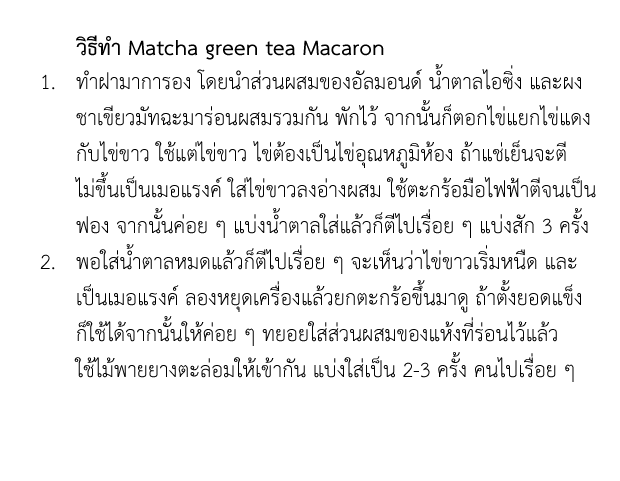 วิธีทำ Matcha green tea Macaron
1. ทำฝามาการอง โดยนำส่วนผสมของอัลมอนด์ น้ำตาลไอซิ่ง และผง
ชาเขียวมัทฉะมาร่อนผสมรวมกัน พักไว้ จากนั้นก็ตอกไข่แยกไข่แดง
กับไข่ขาว ใช้แต่ไข่ขาว ไข่ต้องเป็นไข่อุณหภูมิห้อง ถ้าแช่เย็นจะตี
ไม่ขึ้นเป็นเมอแรงค์ ใส่ไข่ขาวลงอ่างผสม ใช้ตะกร้อมือไฟฟ้าตีจนเป็น
ฟอง จากนั้นค่อย ๆ แบ่งน้ำตาลใส่แล้วก็ตีไปเรื่อย ๆ แบ่งสัก 3 ครั้ง
2. พอใส่น้ำตาลหมดแล้วก็ตีไปเรื่อย ๆ จะเห็นว่าไข่ขาวเริ่มหนืด และ
เป็นเมอแรงค์ ลองหยุดเครื่องแล้วยกตะกร้อขึ้นมาดู ถ้าตั้งยอดแข็ง
ก็ใช้ได้จากนั้นให้ค่อย ๆ ทยอยใส่ส่วนผสมของแห้งที่ร่อนไว้แล้ว
ใช้ไม้พายยางตะล่อมให้เข้ากัน แบ่งใส่เป็น 2-3 ครั้ง คนไปเรื่อย ๆ